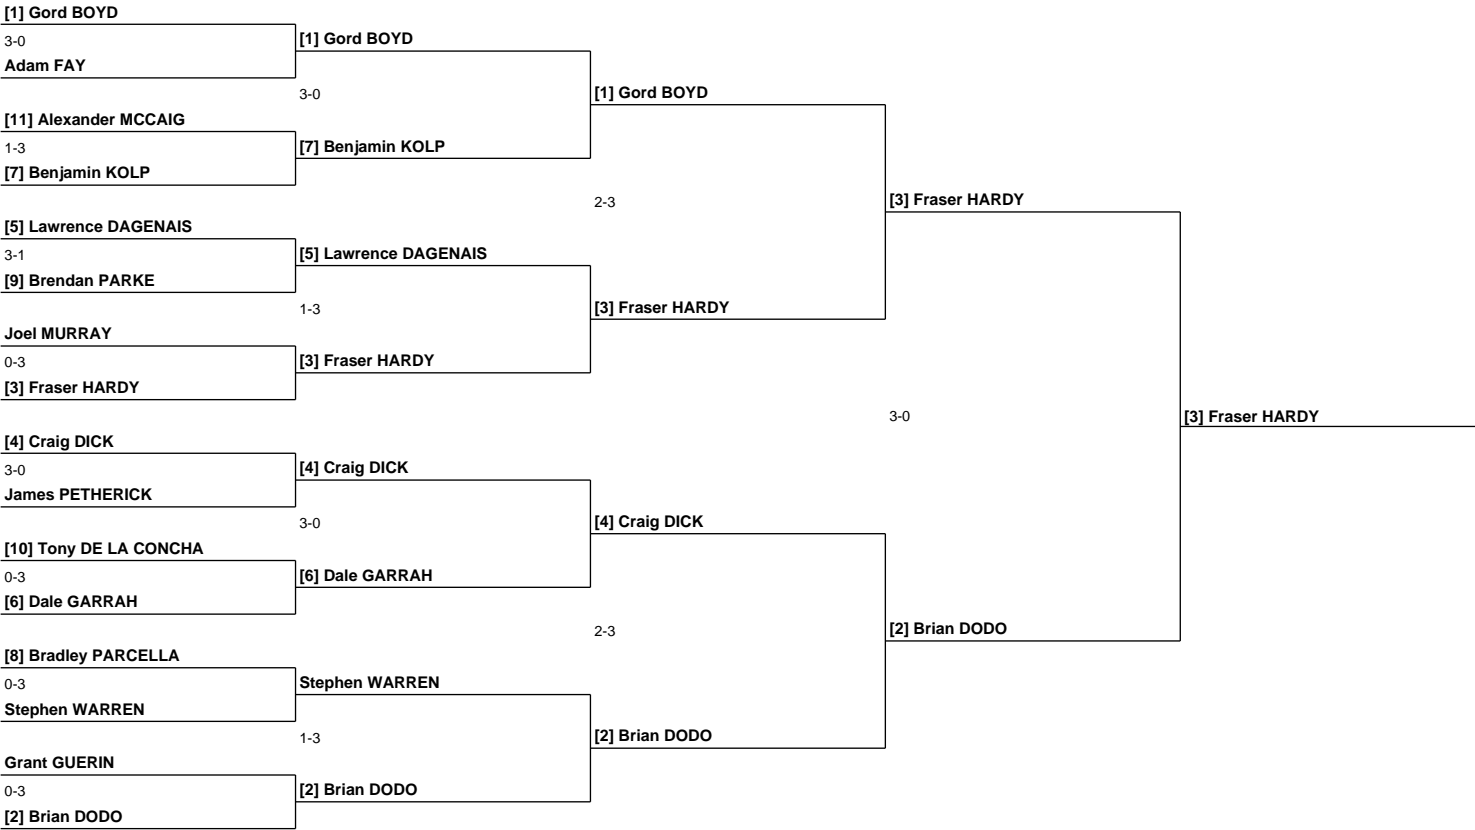 [1] Gord BOYD
3-0
Adam FAY
[11] Alexander MCCAIG
1-3
[7] Benjamin KOLP
[5] Lawrence DAGENAIS
3-1
[9] Brendan PARKE
Joel MURRAY
0-3
[3] Fraser HARDY
[4] Craig DICK
3-0
James PETHERICK
[10] Tony DE LA CONCHA
0-3
[6] Dale GARRAH
[8] Bradley PARCELLA
0-3
Stephen WARREN
Grant GUERIN
0-3
[2] Brian DODO
[1] Gord BOYD
3-0
[7] Benjamin KOLP
[5] Lawrence DAGENAIS
1-3
[3] Fraser HARDY
[4] Craig DICK
3-0
[6] Dale GARRAH
Stephen WARREN
1-3
[2] Brian DODO
[1] Gord BOYD
2-3
[3] Fraser HARDY
[4] Craig DICK
2-3
[2] Brian DODO
[3] Fraser HARDY
3-0
[2] Brian DODO
[3] Fraser HARDY